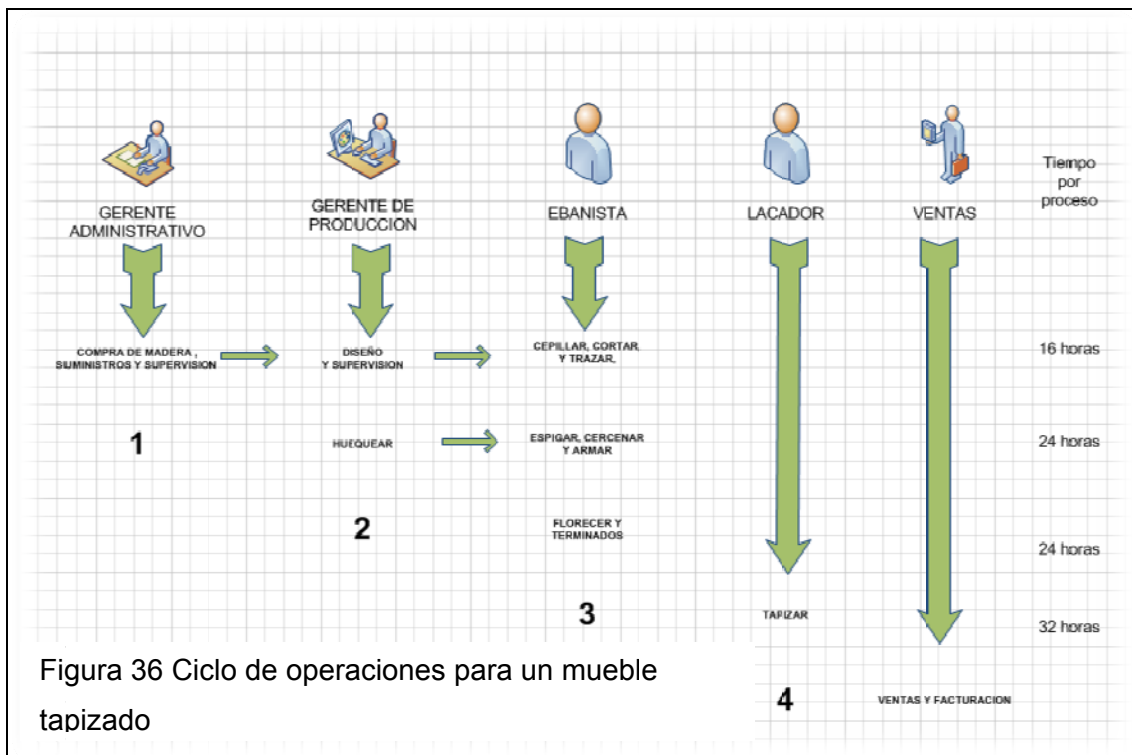 GERENTE
ADMINISTRATIVO
GERENTE DE
PRODUCCION
EBANISTA
LACADOR
VENTAS
Tiempo
por
proceso
COMPRA DE MADERA ,
SUMINISTROS Y SUPERVISION
DISEÑO
Y SUPERVISION
CEPILLAR, CORTAR
Y TRAZAR.
16 horas
1
HUEQUEAR
ESPIGAR, CERCENAR
Y ARMAR
24 horas
2
FLORECER Y
TERMINADOS
24 horas
3
TAPIZAR
32 horas
Figura 36 Ciclo de operaciones para un mueble
tapizado
4
VENTAS Y FACTURACION